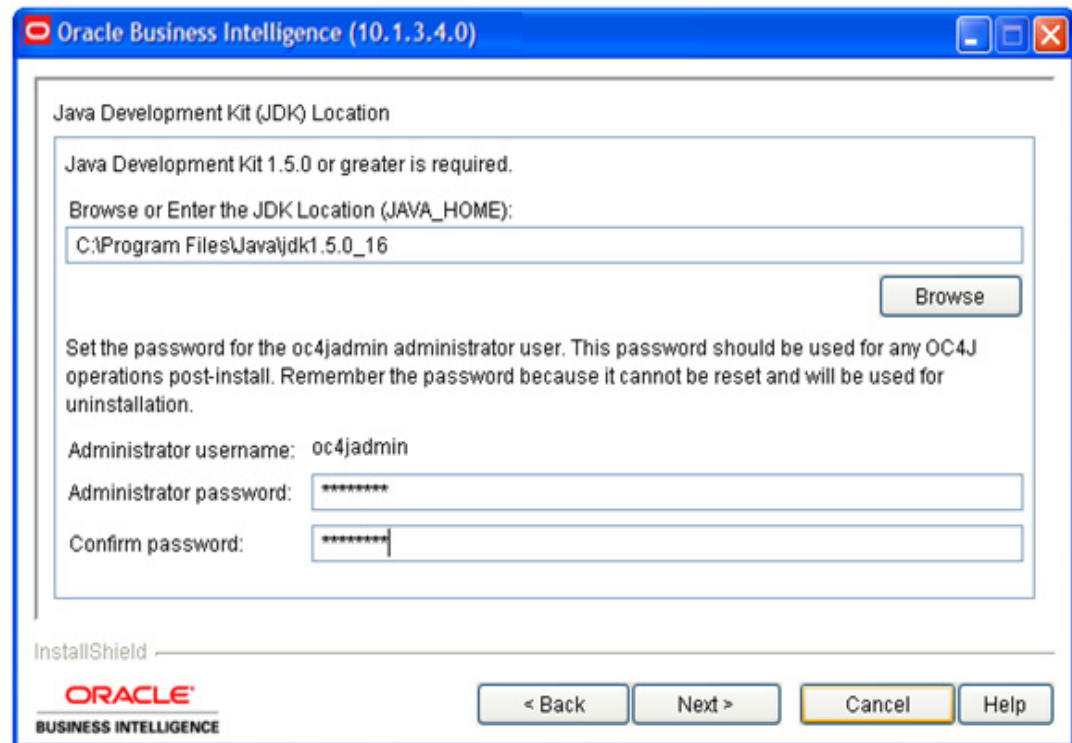 Oracle Business Intelligence (10.1.3.4.0)
Java Development Kit (JDK) Location
Java Development Kit 1.5.0 or greater is required.
Browse or Enter the JDK Location (JAVA_HOME):
C:\Program Files\Java\jdk1.5.0_16
Browse
Set the password for the oc4jadmin administrator user. This password should be used for any OC4J
operations post-install. Remember the password because it cannot be reset and will be used for
uninstallation.
Administrator username: oc4jadmin
Administrator password: ********
Confirm password: ********
InstallShield
ORACLE
BUSINESS INTELLIGENCE
< Back Next > Cancel Help